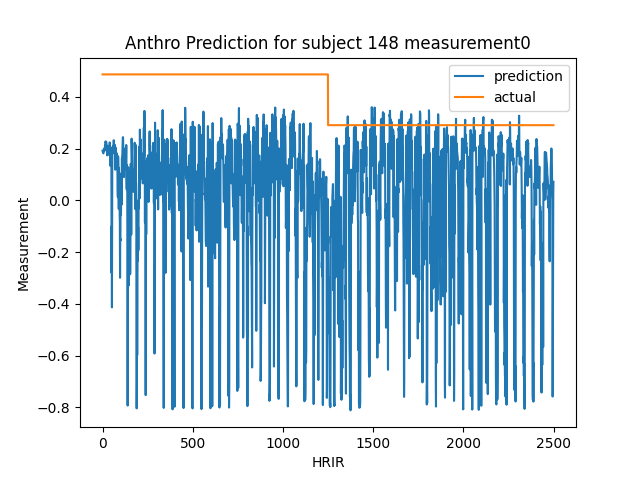 Anthro Prediction for subject 148 measurement0
prediction
actual
Measurement
0.4
0.2
0.0
−0.2
−0.4
−0.6
−0.8
0
500
1000
1500
2000
2500
HRIR